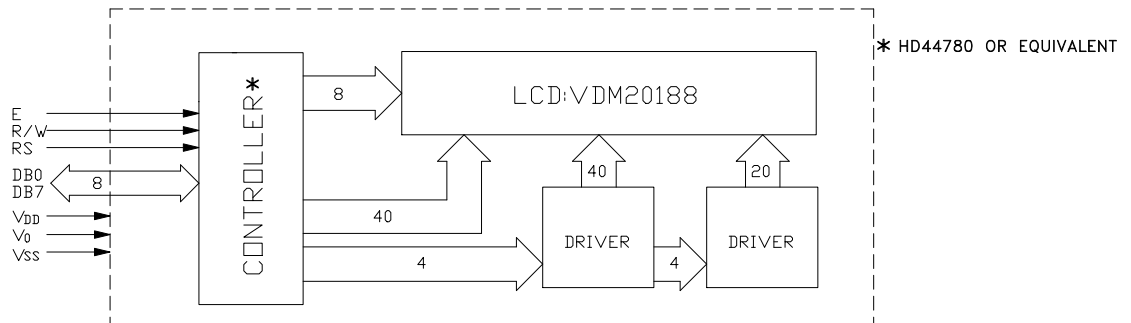 * HD44780 OR EQUIVALENT
CONTROLLER*
8
LCD:VDM20188
E
R/W
RS
DB0
DB7
8
40
20
VDD
V0
VSS
40
4
DRIVER
4
DRIVER